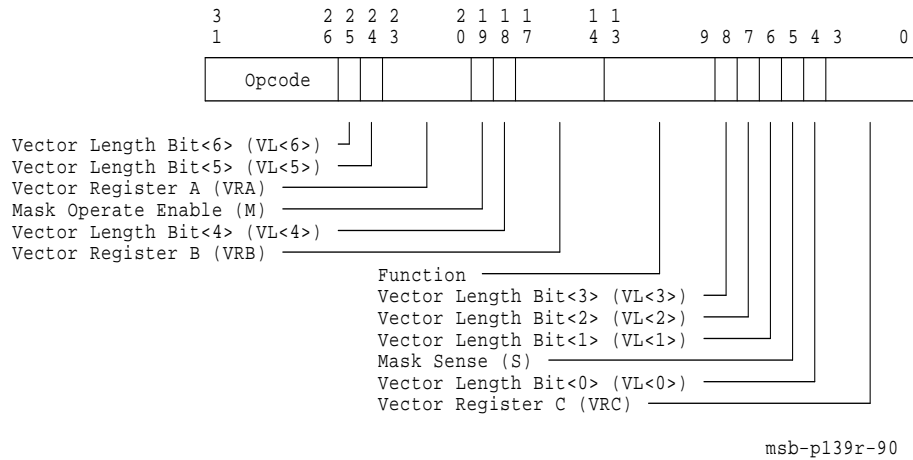 3 2 2 2 2 2 1 1 1 1 1
1 6 5 4 3 0 9 8 7 4 3 9 8 7 6 5 4 3 0
Opcode
Vector Length Bit<6> (VL<6>)
Vector Length Bit<5> (VL<5>)
Vector Register A (VRA)
Mask Operate Enable (M)
Vector Length Bit<4> (VL<4>)
Vector Register B (VRB)
Function
Vector Length Bit<3> (VL<3>)
Vector Length Bit<2> (VL<2>)
Vector Length Bit<1> (VL<1>)
Mask Sense (S)
Vector Length Bit<0> (VL<0>)
Vector Register C (VRC)
msb-p139r-90